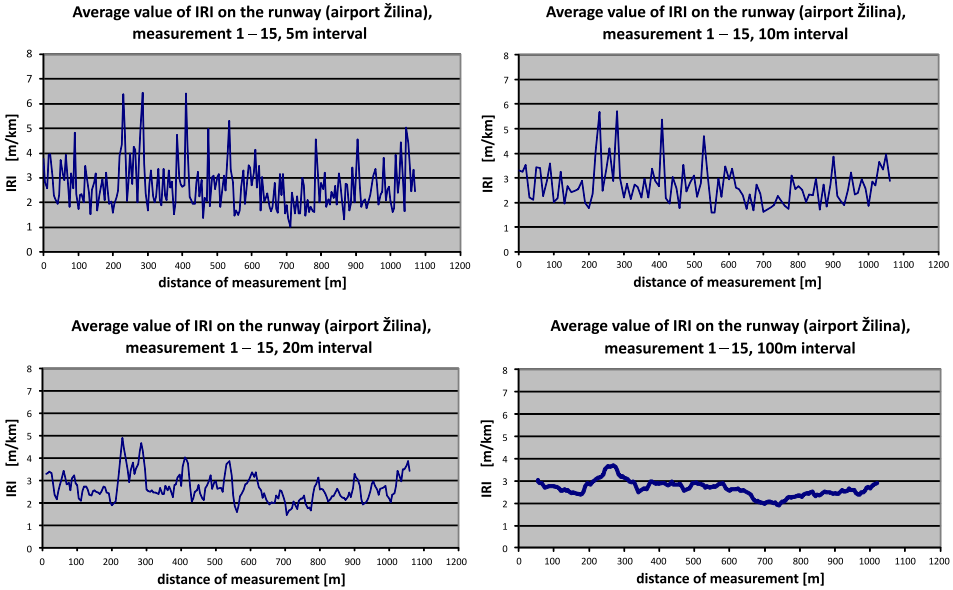 Average value of IRI on the runway (airport Žilina),
measurement 1 – 15, 5m interval
8
7
6
5
4
3
2
1
0
IRI [m/km]
0 100 200 300 400 500 600 700 800 900 1000 1100 1200
distance of measurement [m]
Average value of IRI on the runway (airport Žilina),
measurement 1 – 15, 10m interval
8
7
6
5
4
3
2
1
0
IRI [m/km]
0 100 200 300 400 500 600 700 800 900 1000 1100 1200
distance of measurement [m]
Average value of IRI on the runway (airport Žilina),
measurement 1 – 15, 20m interval
8
7
6
5
4
3
2
1
0
IRI [m/km]
0 100 200 300 400 500 600 700 800 900 1000 1100 1200
distance of measurement [m]
Average value of IRI on the runway (airport Žilina),
measurement 1 – 15, 100m interval
8
7
6
5
4
3
2
1
0
IRI [m/km]
0 100 200 300 400 500 600 700 800 900 1000 1100 1200
distance of measurement [m]